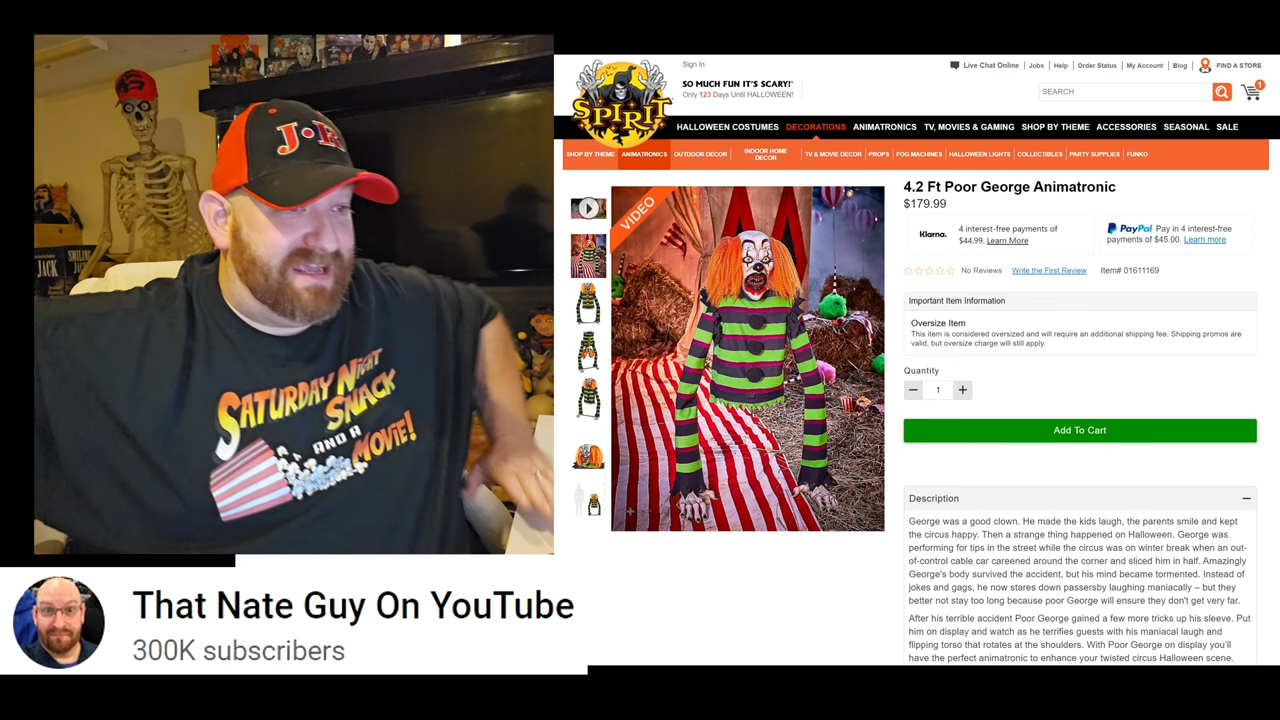 J·R
JACK
SMILING
JACK
SATURDAY NIGHT
SNACK
AND A
MOVIE!
That Nate Guy On YouTube
300K subscribers
SPIRIT
Sign In
SO MUCH FUN IT'S SCARY!
Only 123 Days Until HALLOWEEN!
Live Chat Online | Jobs | Help | Order Status | My Account | Blog | FIND A STORE
SEARCH
1
HALLOWEEN COSTUMES DECORATIONS ANIMATRONICS TV, MOVIES & GAMING SHOP BY THEME ACCESSORIES SEASONAL SALE
SHOP BY THEME ANIMATRONICS OUTDOOR DECOR | INDOOR HOME DECOR | TV & MOVIE DECOR | PROPS | FOG MACHINES | HALLOWEEN LIGHTS | COLLECTIBLES | PARTY SUPPLIES | FUNKO
VIDEO
4.2 Ft Poor George Animatronic
$179.99
Klarna.
4 interest-free payments of
$44.99. Learn More
PayPal Pay in 4 interest-free
payments of $45.00. Learn more
No Reviews Write the First Review Item# 01611169
Important Item Information
Oversize Item
This item is considered oversized and will require an additional shipping fee. Shipping promos are
valid, but oversize charge will still apply.
Quantity
1
Add To Cart
Description
George was a good clown. He made the kids laugh, the parents smile and kept
the circus happy. Then a strange thing happened on Halloween. George was
performing for tips in the street while the circus was on winter break when an out-
of-control cable car careened around the corner and sliced him in half. Amazingly
George's body survived the accident, but his mind became tormented. Instead of
jokes and gags, he now stares down passersby laughing maniacally – but they
better not stay too long because poor George will ensure they don't get very far.
After his terrible accident Poor George gained a few more tricks up his sleeve. Put
him on display and watch as he terrifies guests with his maniacal laugh and
flipping torso that rotates at the shoulders. With Poor George on display you'll
have the perfect animatronic to enhance your twisted circus Halloween scene.